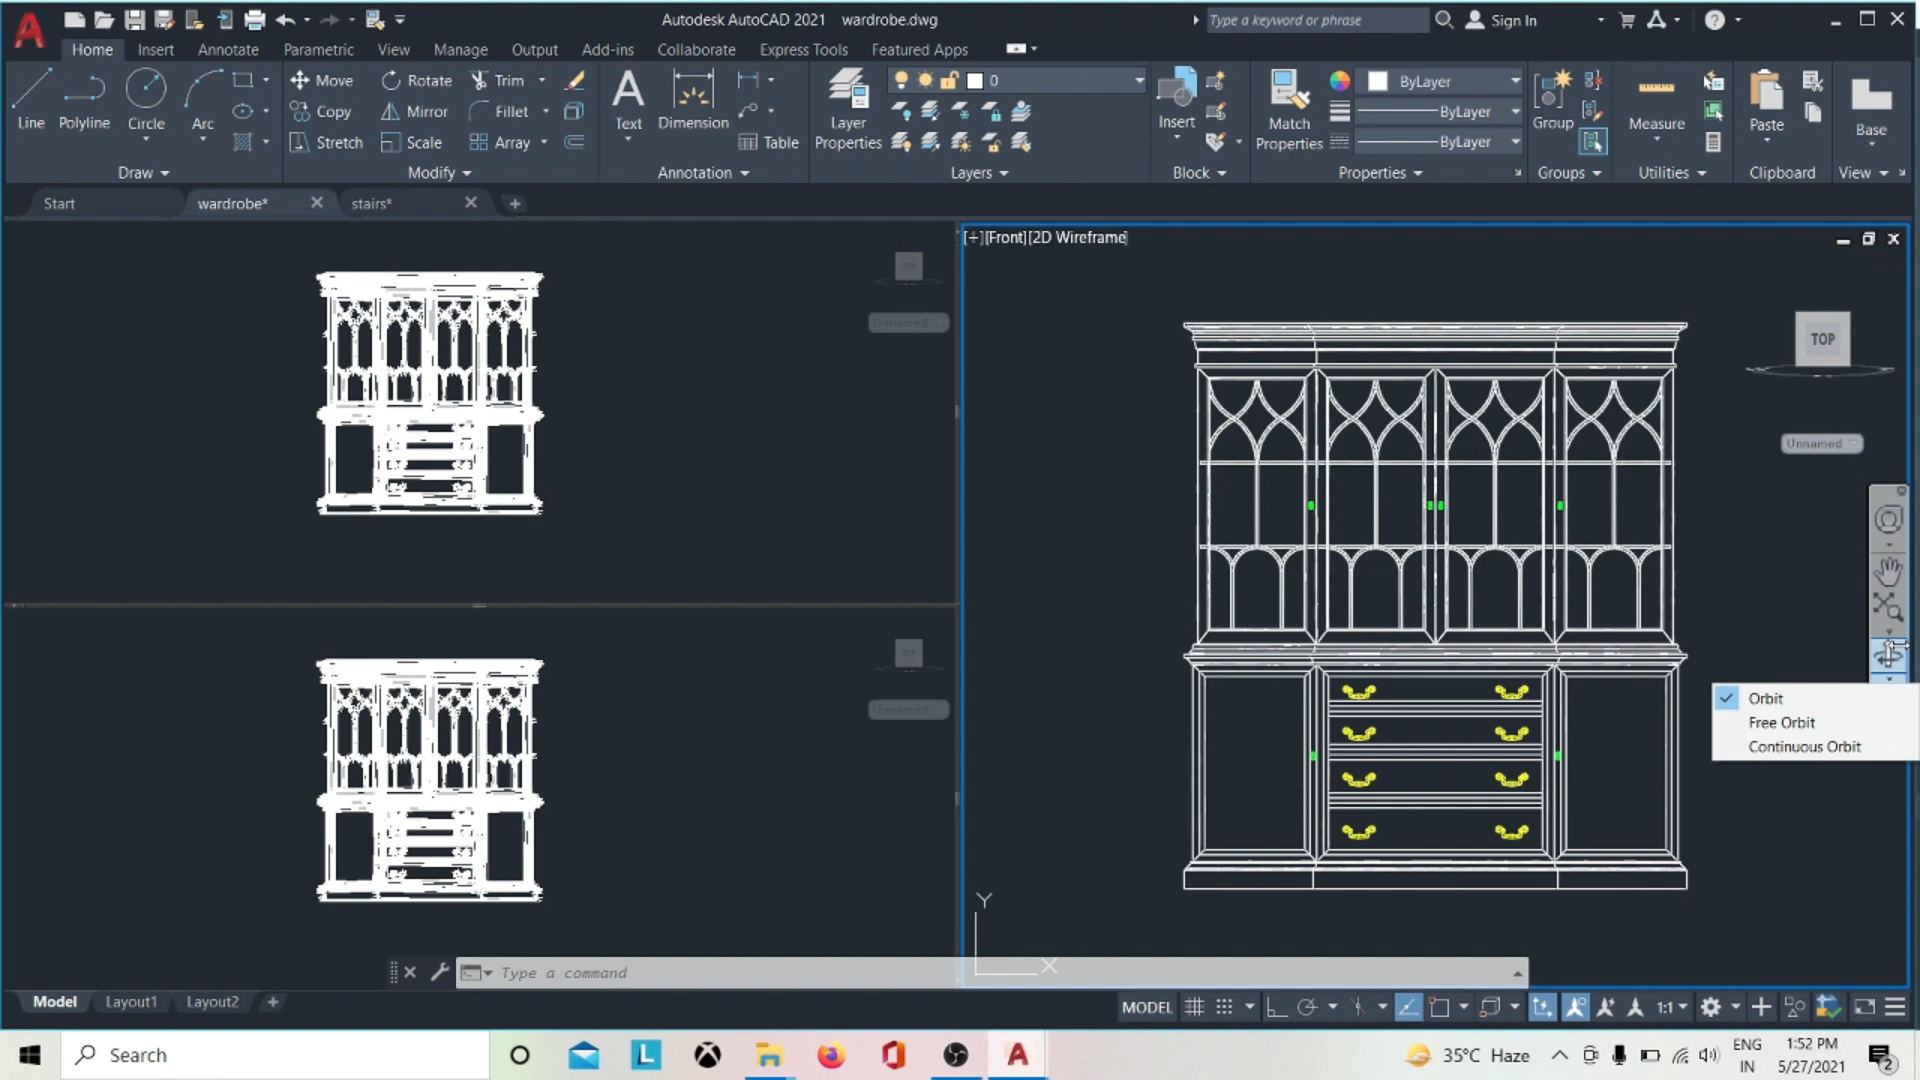 Autodesk AutoCAD 2021 wardrobe.dwg
Type a keyword or phrase
Sign In
Home Insert Annotate Parametric View Manage Output Add-ins Collaborate Express Tools Featured Apps
Line Polyline Circle Arc
Move Rotate Trim
Copy Mirror Fillet
Stretch Scale Array
Text Dimension Table
Layer Properties
0
Insert
Match Properties
ByLayer
ByLayer
ByLayer
Group Measure Paste Base
Draw Modify Annotation Layers Block Properties Groups Utilities Clipboard View
Start wardrobe* stairs*
[+][Front][2D Wireframe]
TOP
Unnamed
Unnamed
TOP
Unnamed
Orbit
Free Orbit
Continuous Orbit
Y
X
Type a command
Model Layout1 Layout2
MODEL 1:1
Search
35°C Haze
ENG
IN
1:52 PM
5/27/2021
2